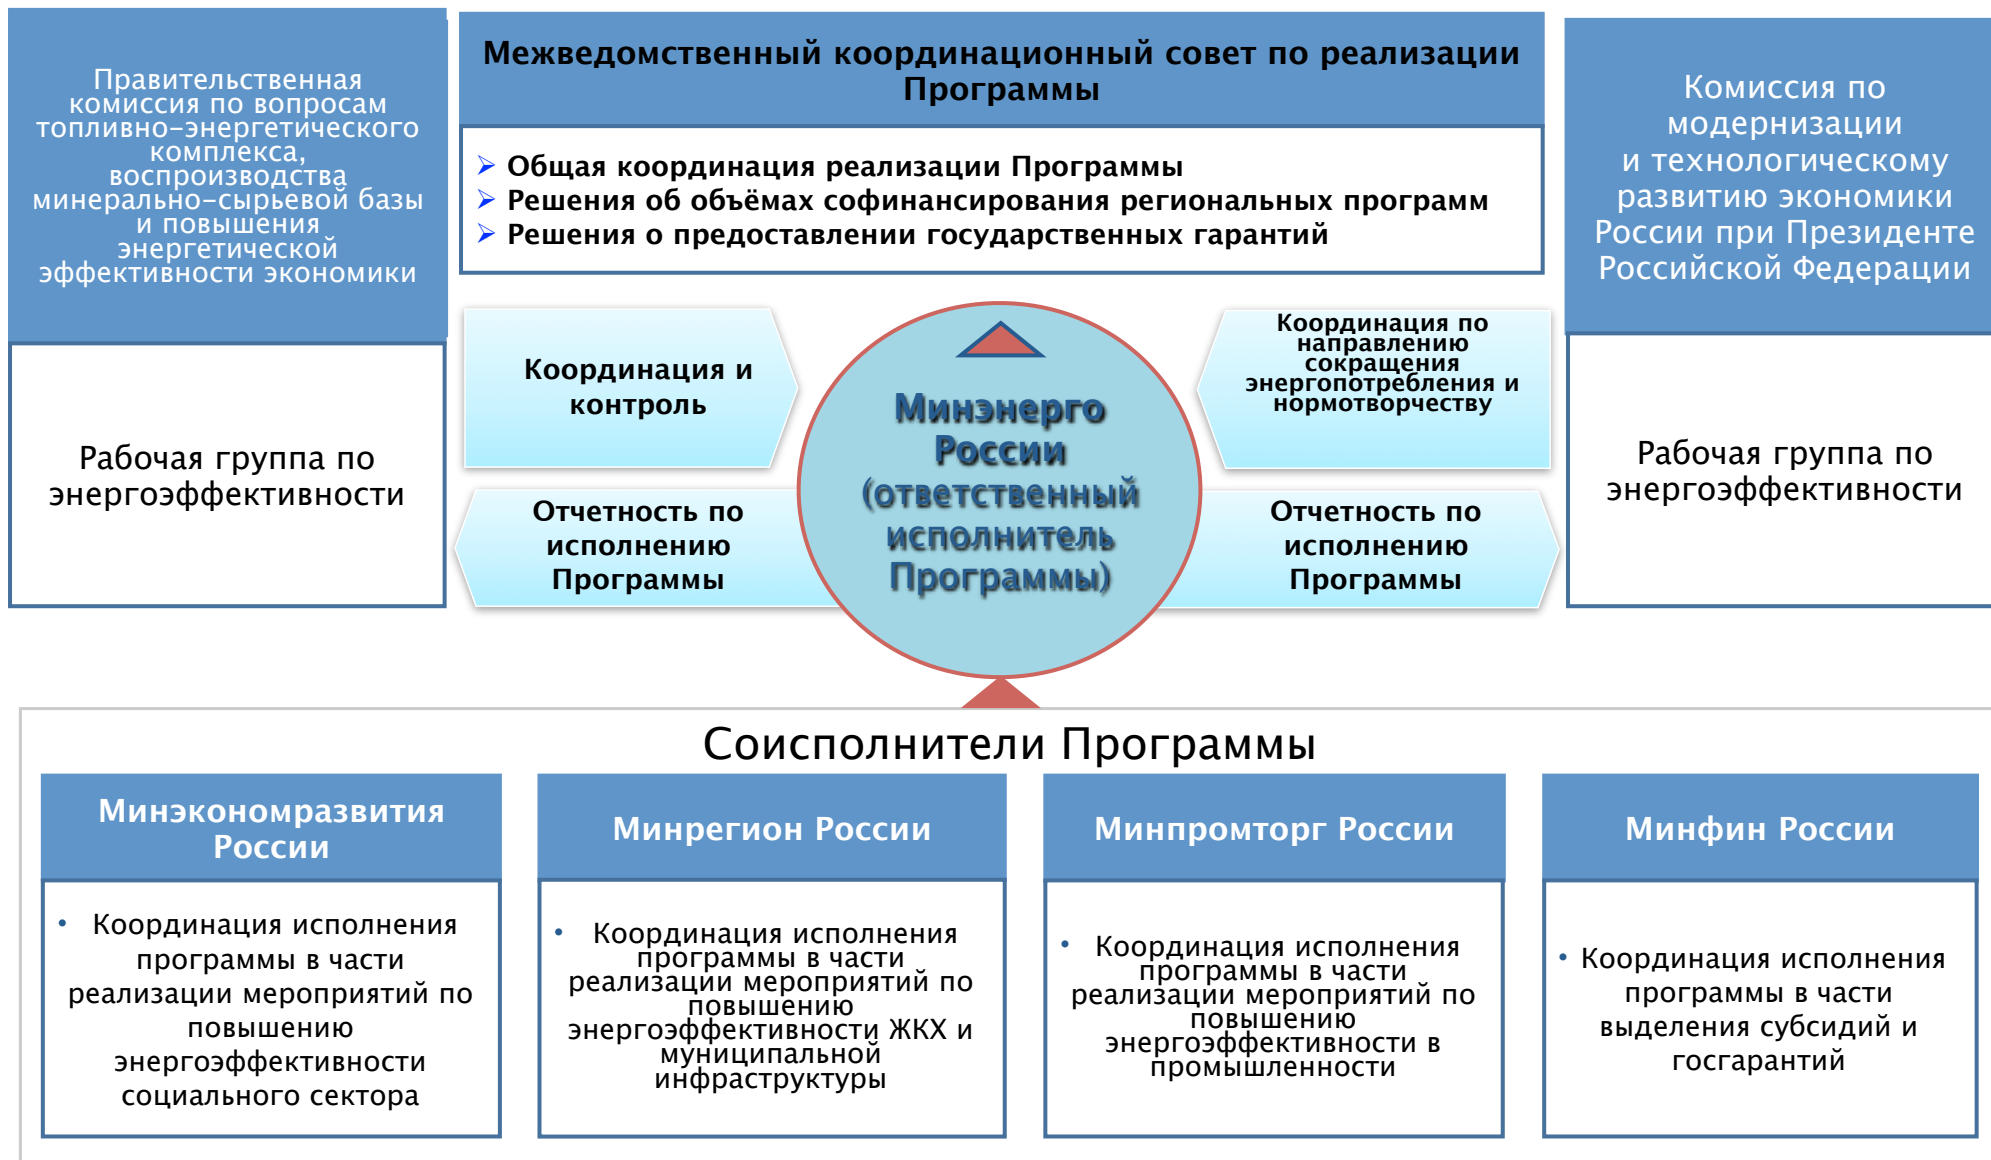 Правительственная
комиссия по вопросам
топливно-энергетического
комплекса,
воспроизводства
минерально-сырьевой базы
и повышения
энергетической
эффективности экономики
Рабочая группа по
энергоэффективности
Межведомственный координационный совет по реализации
Программы
➢ Общая координация реализации Программы
➢ Решения об объёмах софинансирования региональных программ
➢ Решения о предоставлении государственных гарантий
Комиссия по
модернизации
и технологическому
развитию экономики
России при Президенте
Российской Федерации
Рабочая группа по
энергоэффективности
Координация и
контроль
Отчетность по
исполнению
Программы
Минэнерго
России
(ответственный
исполнитель
Программы)
Координация по
направлению
сокращения
энергопотребления и
нормотворчеству
Отчетность по
исполнению
Программы
Соисполнители Программы
Минэкономразвития
России
• Координация исполнения
программы в части
реализации мероприятий по
повышению
энергоэффективности
социального сектора
Минрегион России
• Координация исполнения
программы в части
реализации мероприятий по
повышению
энергоэффективности ЖКХ и
муниципальной
инфраструктуры
Минпромторг России
• Координация исполнения
программы в части
реализации мероприятий по
повышению
энергоэффективности в
промышленности
Минфин России
• Координация исполнения
программы в части
выделения субсидий и
госгарантий